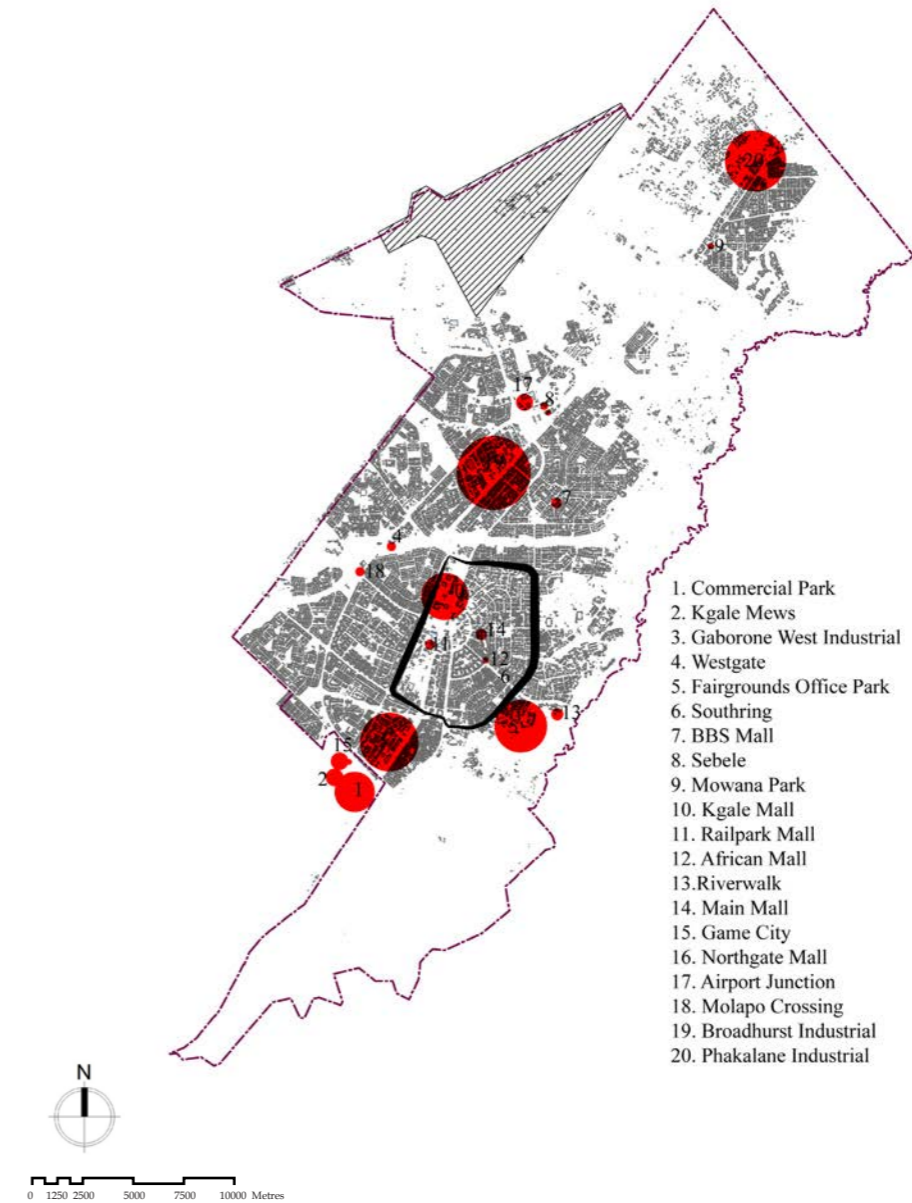 20
9
17
8
7
4
18
14
11
12
6
13
15
2
1
1. Commercial Park
2. Kgale Mews
3. Gaborone West Industrial
4. Westgate
5. Fairgrounds Office Park
6. Southring
7. BBS Mall
8. Sebele
9. Mowana Park
10. Kgale Mall
11. Railpark Mall
12. African Mall
13.Riverwalk
14. Main Mall
15. Game City
16. Northgate Mall
17. Airport Junction
18. Molapo Crossing
19. Broadhurst Industrial
20. Phakalane Industrial
N
0 1250 2500 5000 7500 10000 Metres